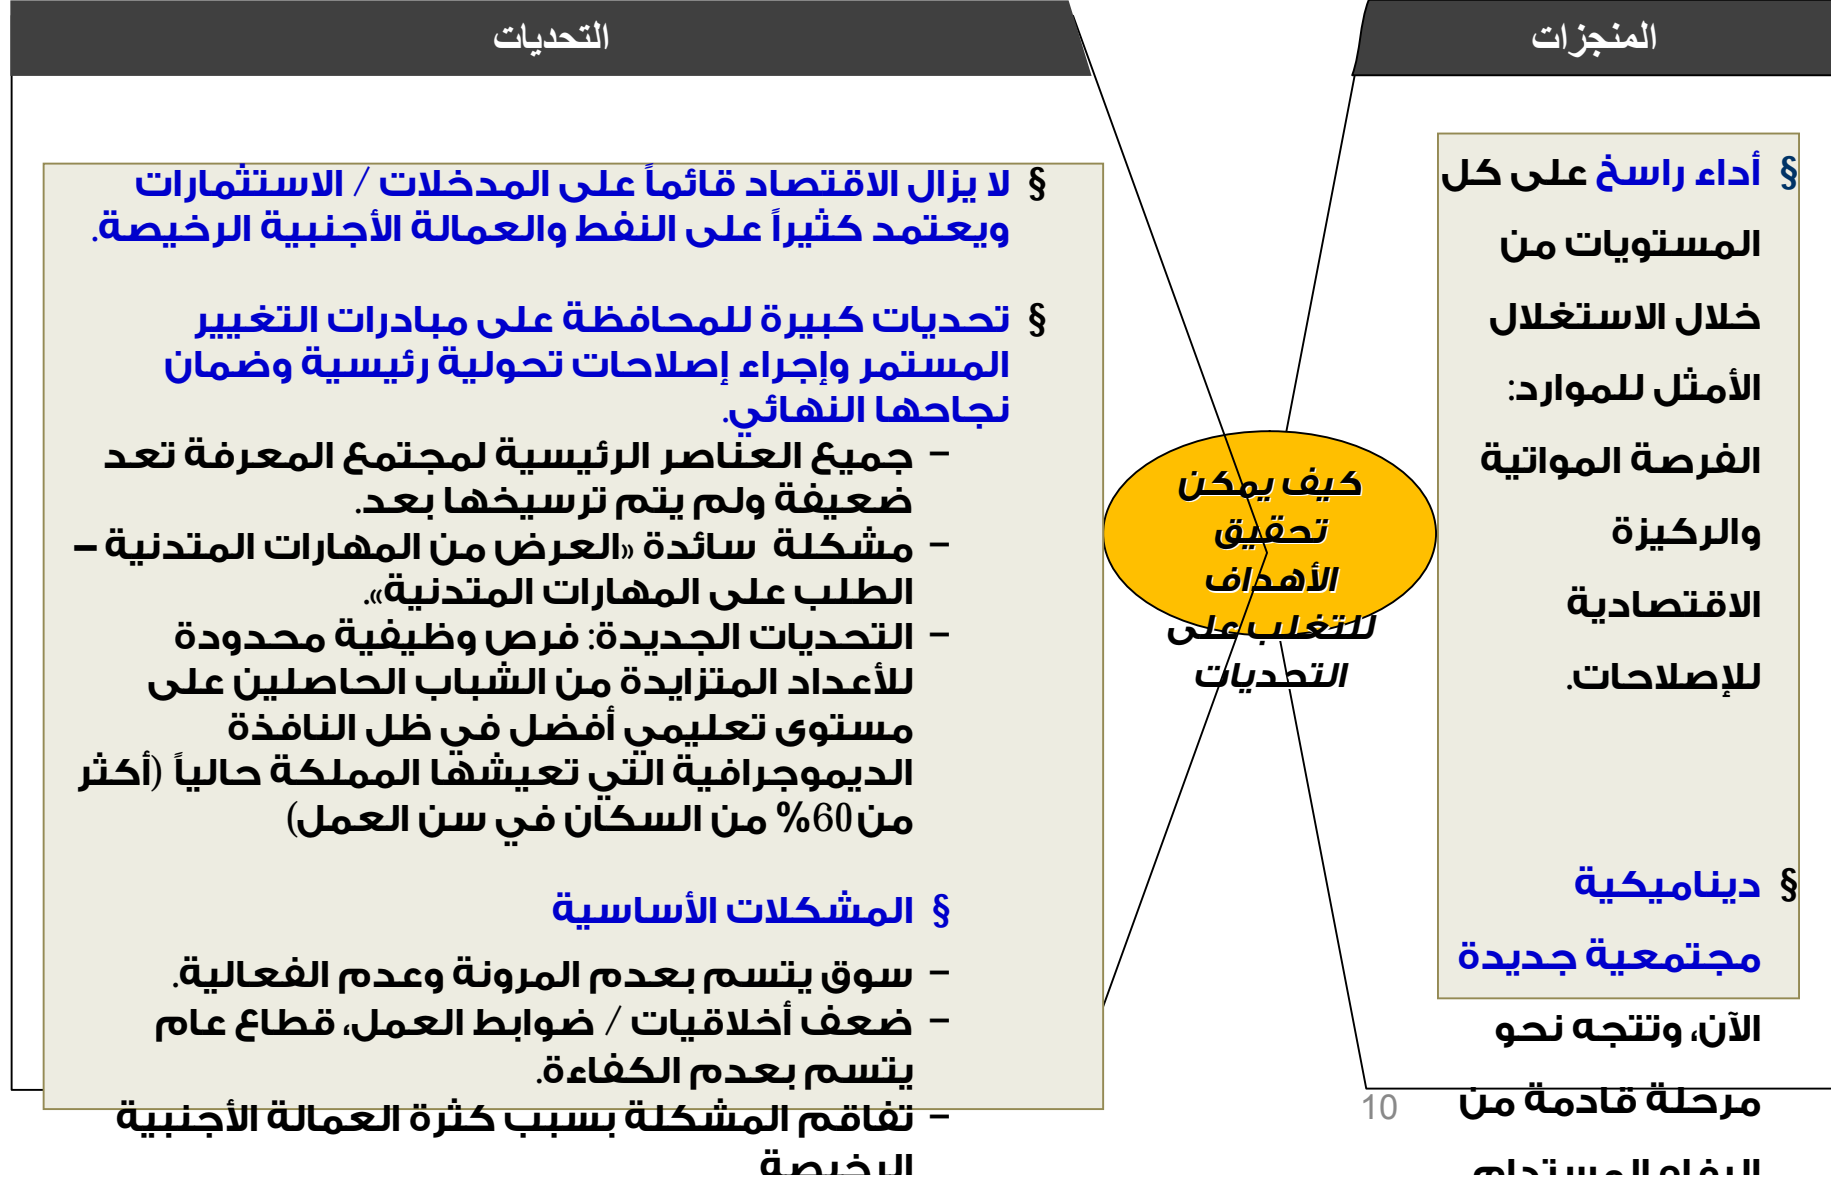 المنجزات
§ أداء راسخ على كل
المستويات من
خلال الاستغلال
الأمثل للموارد:
الفرصة المواتية
والركيزة
الاقتصادية
للإصلاحات.
§ ديناميكية
مجتمعية جديدة
الآن، وتتجه نحو
مرحلة قادمة من
الرفاه المستدام
كيف يمكن
تحقيق
الأهداف
للتغلب على
التحديات
التحديات
§ لا يزال الاقتصاد قائماً على المدخلات / الاستثمارات
ويعتمد كثيراً على النفط والعمالة الأجنبية الرخيصة.
§ تحديات كبيرة للمحافظة على مبادرات التغيير
المستمر وإجراء إصلاحات تحولية رئيسية وضمان
نجاحها النهائي.
– جميع العناصر الرئيسية لمجتمع المعرفة تعد
ضعيفة ولم يتم ترسيخها بعد.
– مشكلة سائدة «العرض من المهارات المتدنية –
الطلب على المهارات المتدنية».
– التحديات الجديدة: فرص وظيفية محدودة
للأعداد المتزايدة من الشباب الحاصلين على
مستوى تعليمي أفضل في ظل النافذة
الديموجرافية التي تعيشها المملكة حالياً (أكثر
من 60% من السكان في سن العمل)
§ المشكلات الأساسية
– سوق يتسم بعدم المرونة وعدم الفعالية.
– ضعف أخلاقيات / ضوابط العمل، قطاع عام
يتسم بعدم الكفاءة.
– تفاقم المشكلة بسبب كثرة العمالة الأجنبية
الرخيصة
10